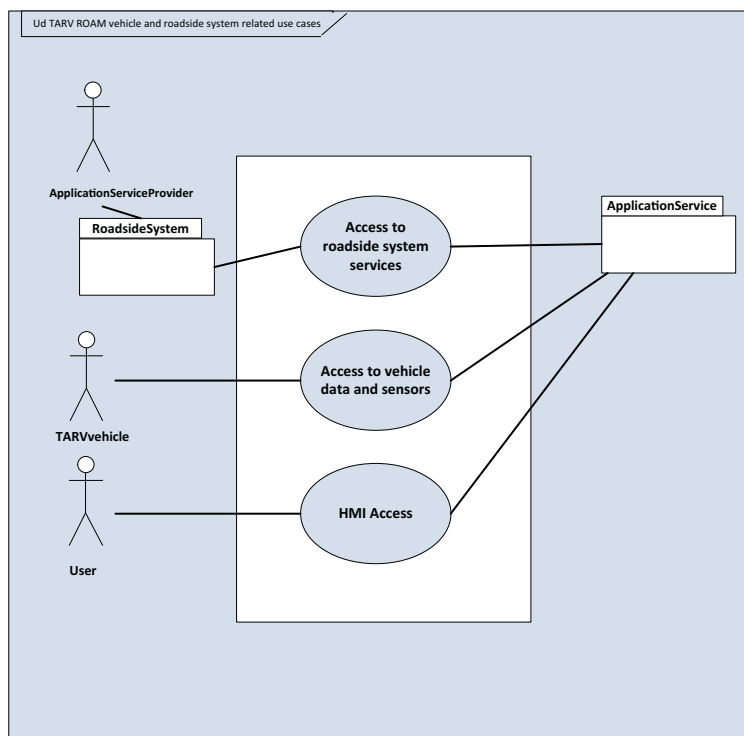 Ud TARV ROAM vehicle and roadside system related use cases
ApplicationServiceProvider
RoadsideSystem
Access to
roadside system
services
ApplicationService
Access to vehicle
data and sensors
TARVvehicle
HMI Access
User